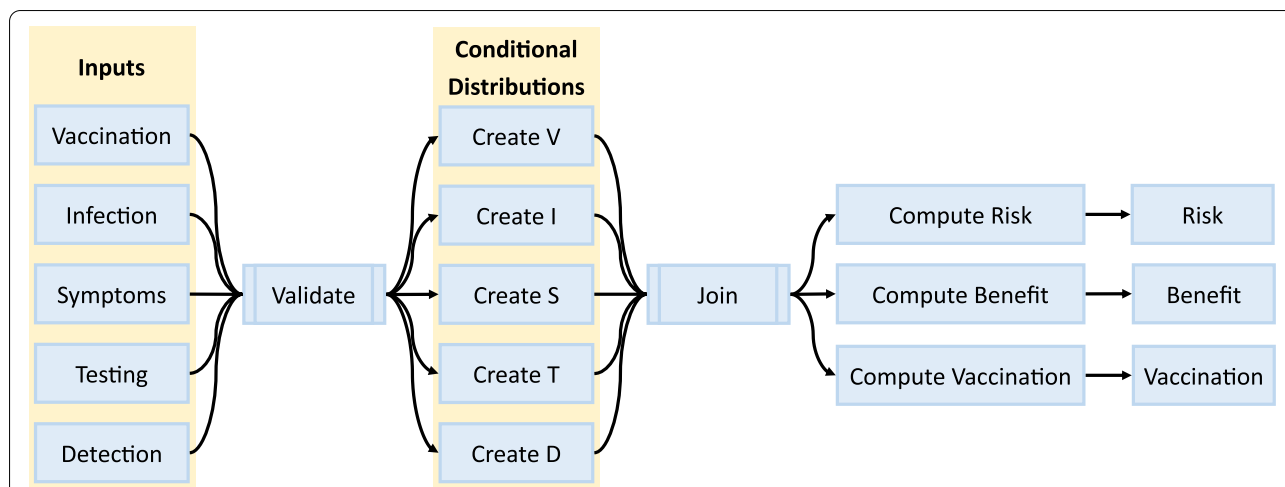 Inputs
Vaccination
Infection
Symptoms
Testing
Detection
Validate
Conditional
Distributions
Create V
Create I
Create S
Create T
Create D
Join
Compute Risk
Compute Benefit
Compute Vaccination
Risk
Benefit
Vaccination